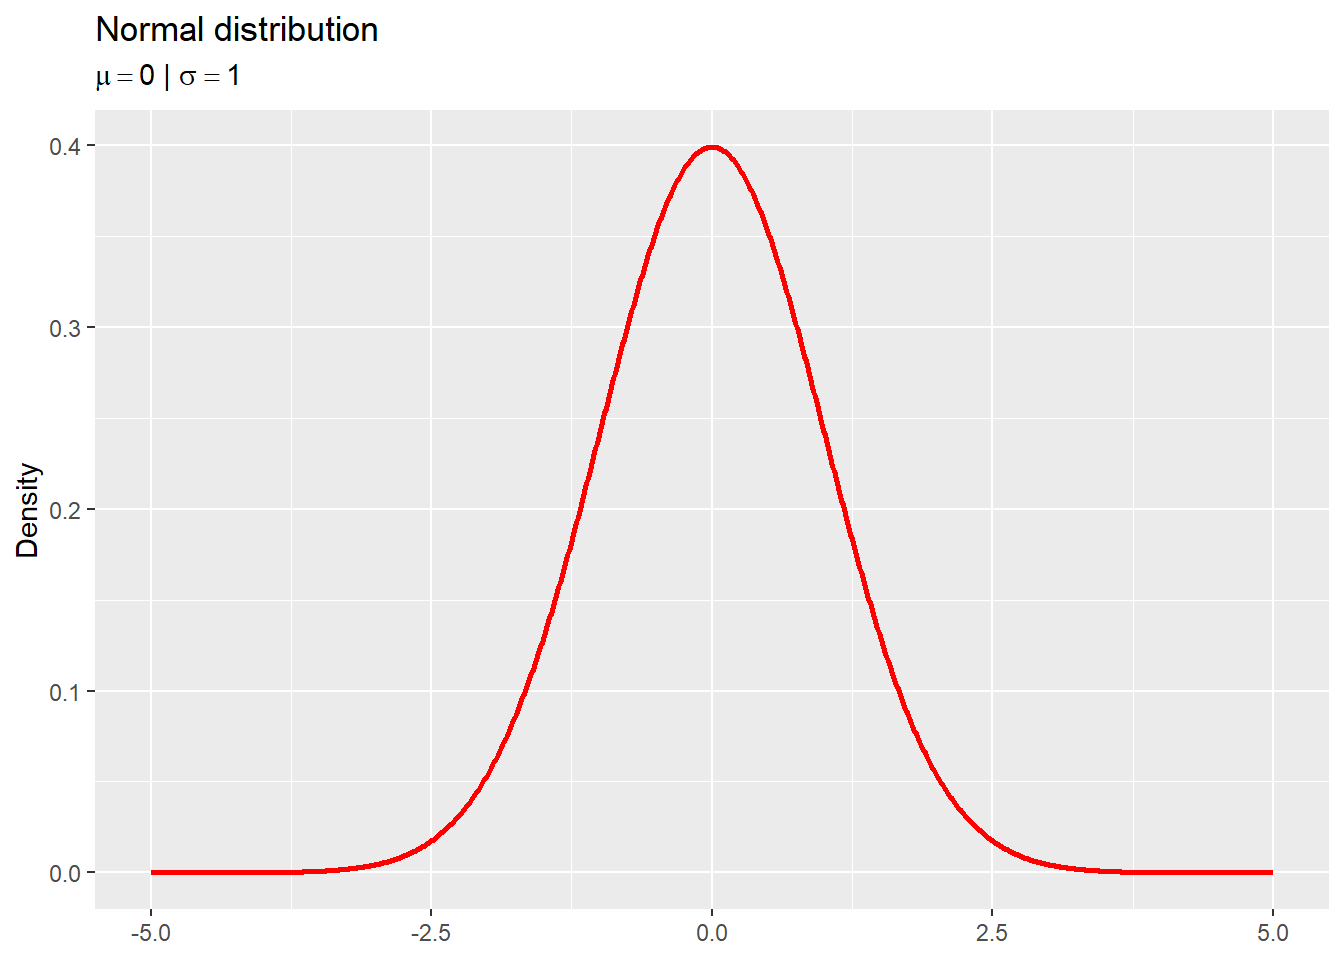 Normal distribution
μ = 0 | σ = 1
Density
0.4
0.3
0.2
0.1
0.0
-5.0 -2.5 0.0 2.5 5.0